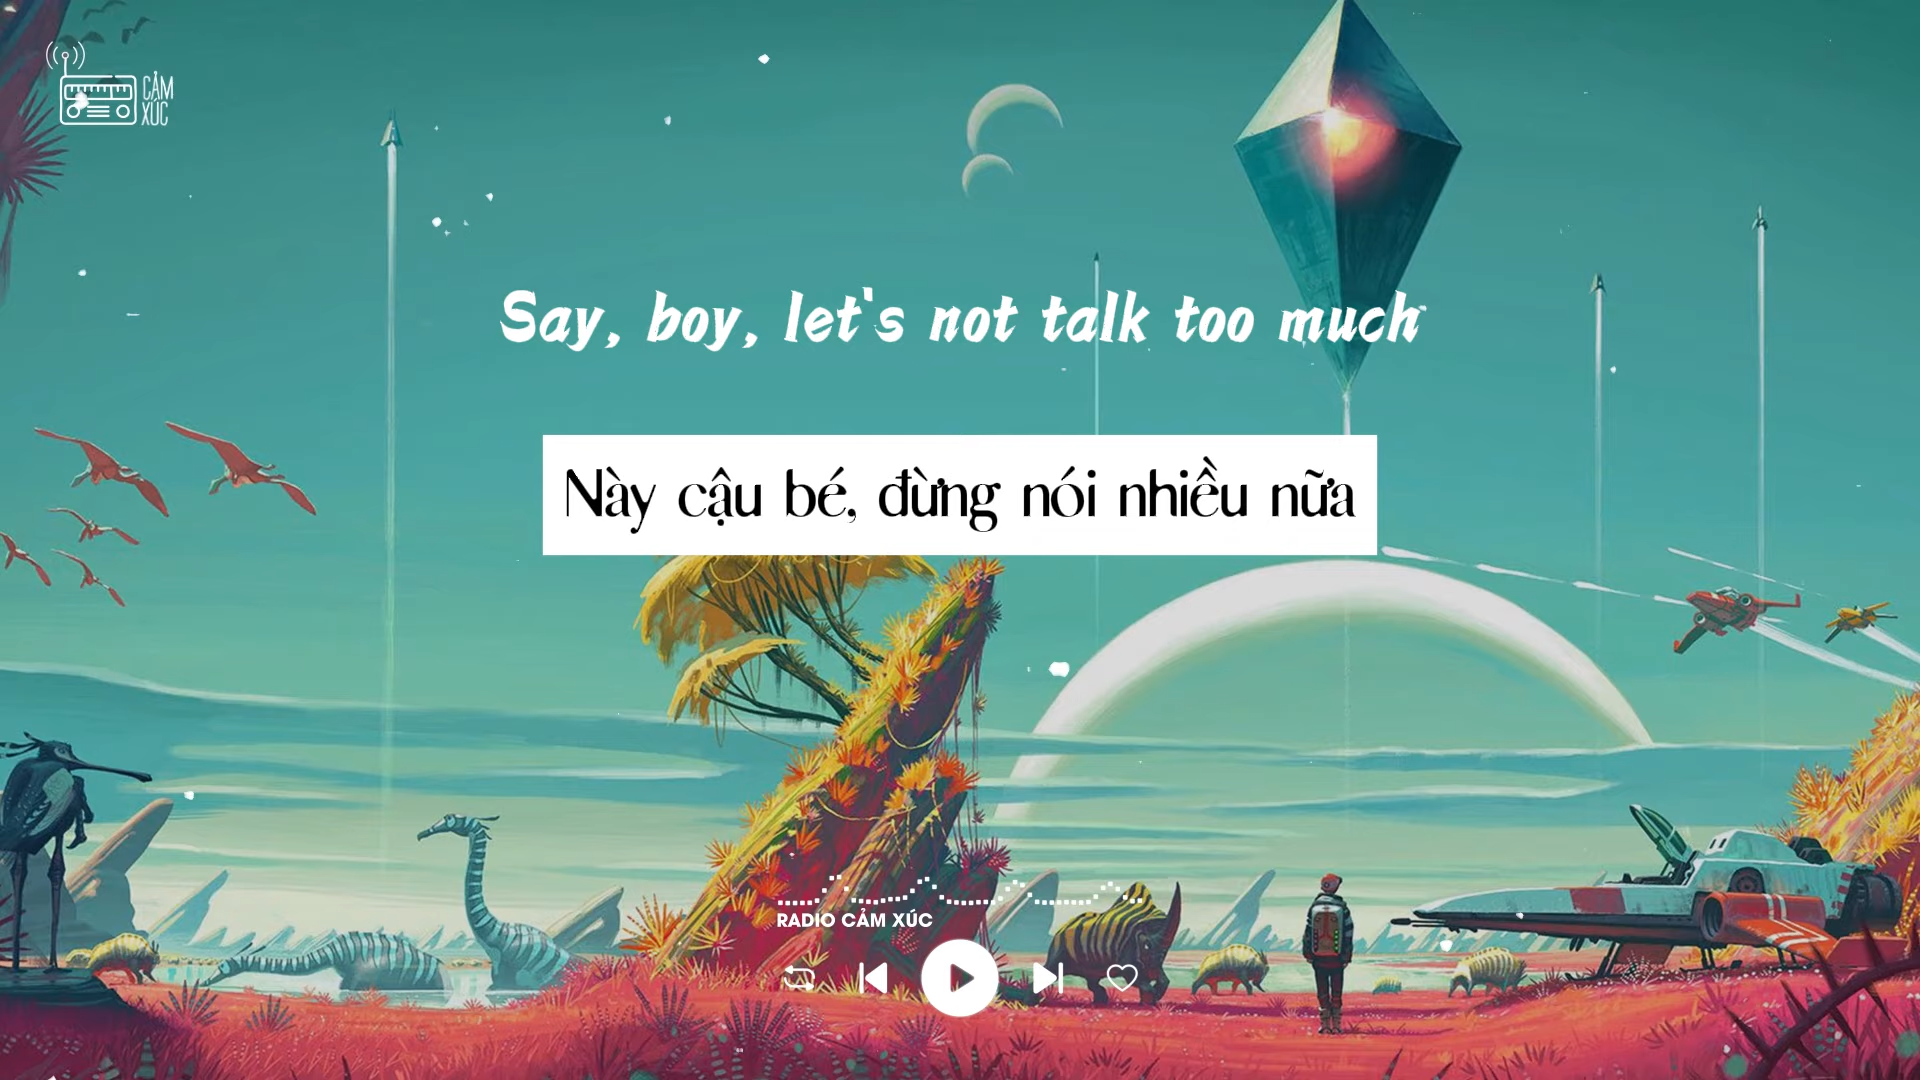 CẢM
XÚC
Say, boy, let's not talk too much
Này cậu bé, đừng nói nhiều nữa
RADIO CẢM XÚC